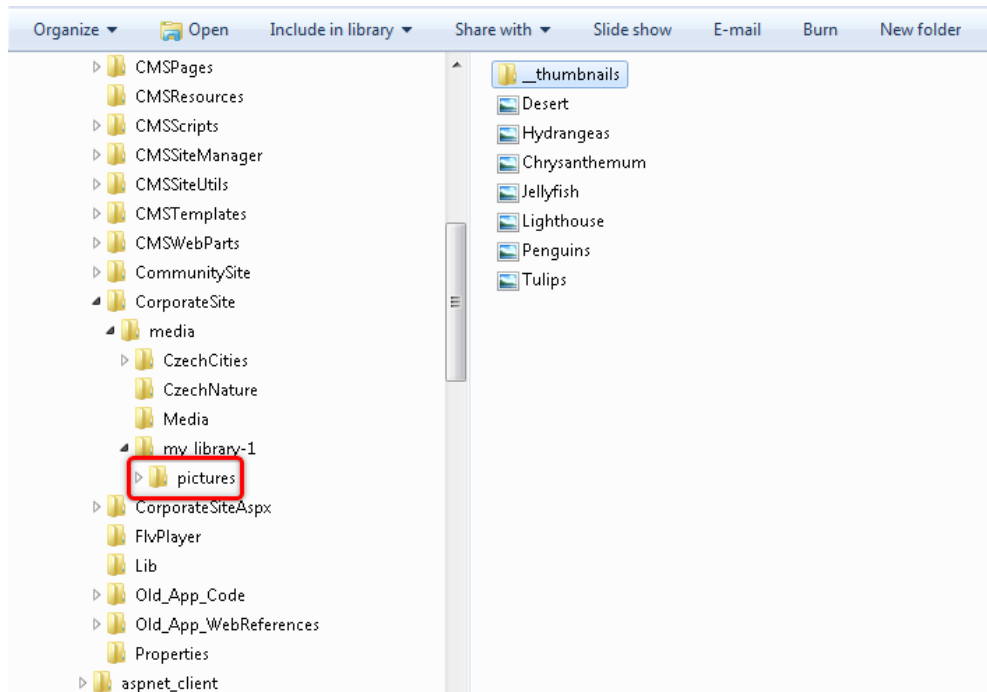 Organize Open Include in library Share with Slide show E-mail Burn New folder
CMSPages
CMSResources
CMSScripts
CMSSiteManager
CMSSiteUtils
CMSTemplates
CMSWebParts
CommunitySite
CorporateSite
media
CzechCities
CzechNature
Media
my_library-1
pictures
CorporateSiteAspx
FlvPlayer
Lib
Old_App_Code
Old_App_WebReferences
Properties
aspnet_client
__thumbnails
Desert
Hydrangeas
Chrysanthemum
Jellyfish
Lighthouse
Penguins
Tulips